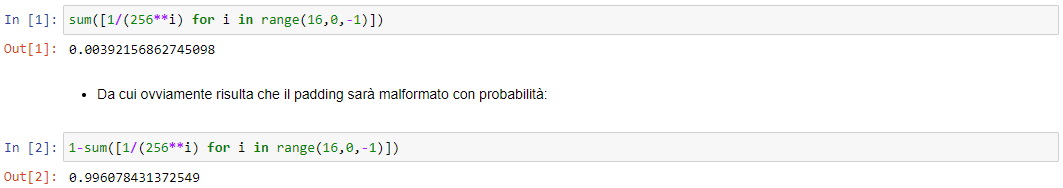 In [1]: sum([1/(256**i) for i in range(16,0,-1)])
Out[1]: 0.00392156862745098
• Da cui ovviamente risulta che il padding sarà malformato con probabilità:
In [2]: 1-sum([1/(256**i) for i in range(16,0,-1)])
Out[2]: 0.996078431372549